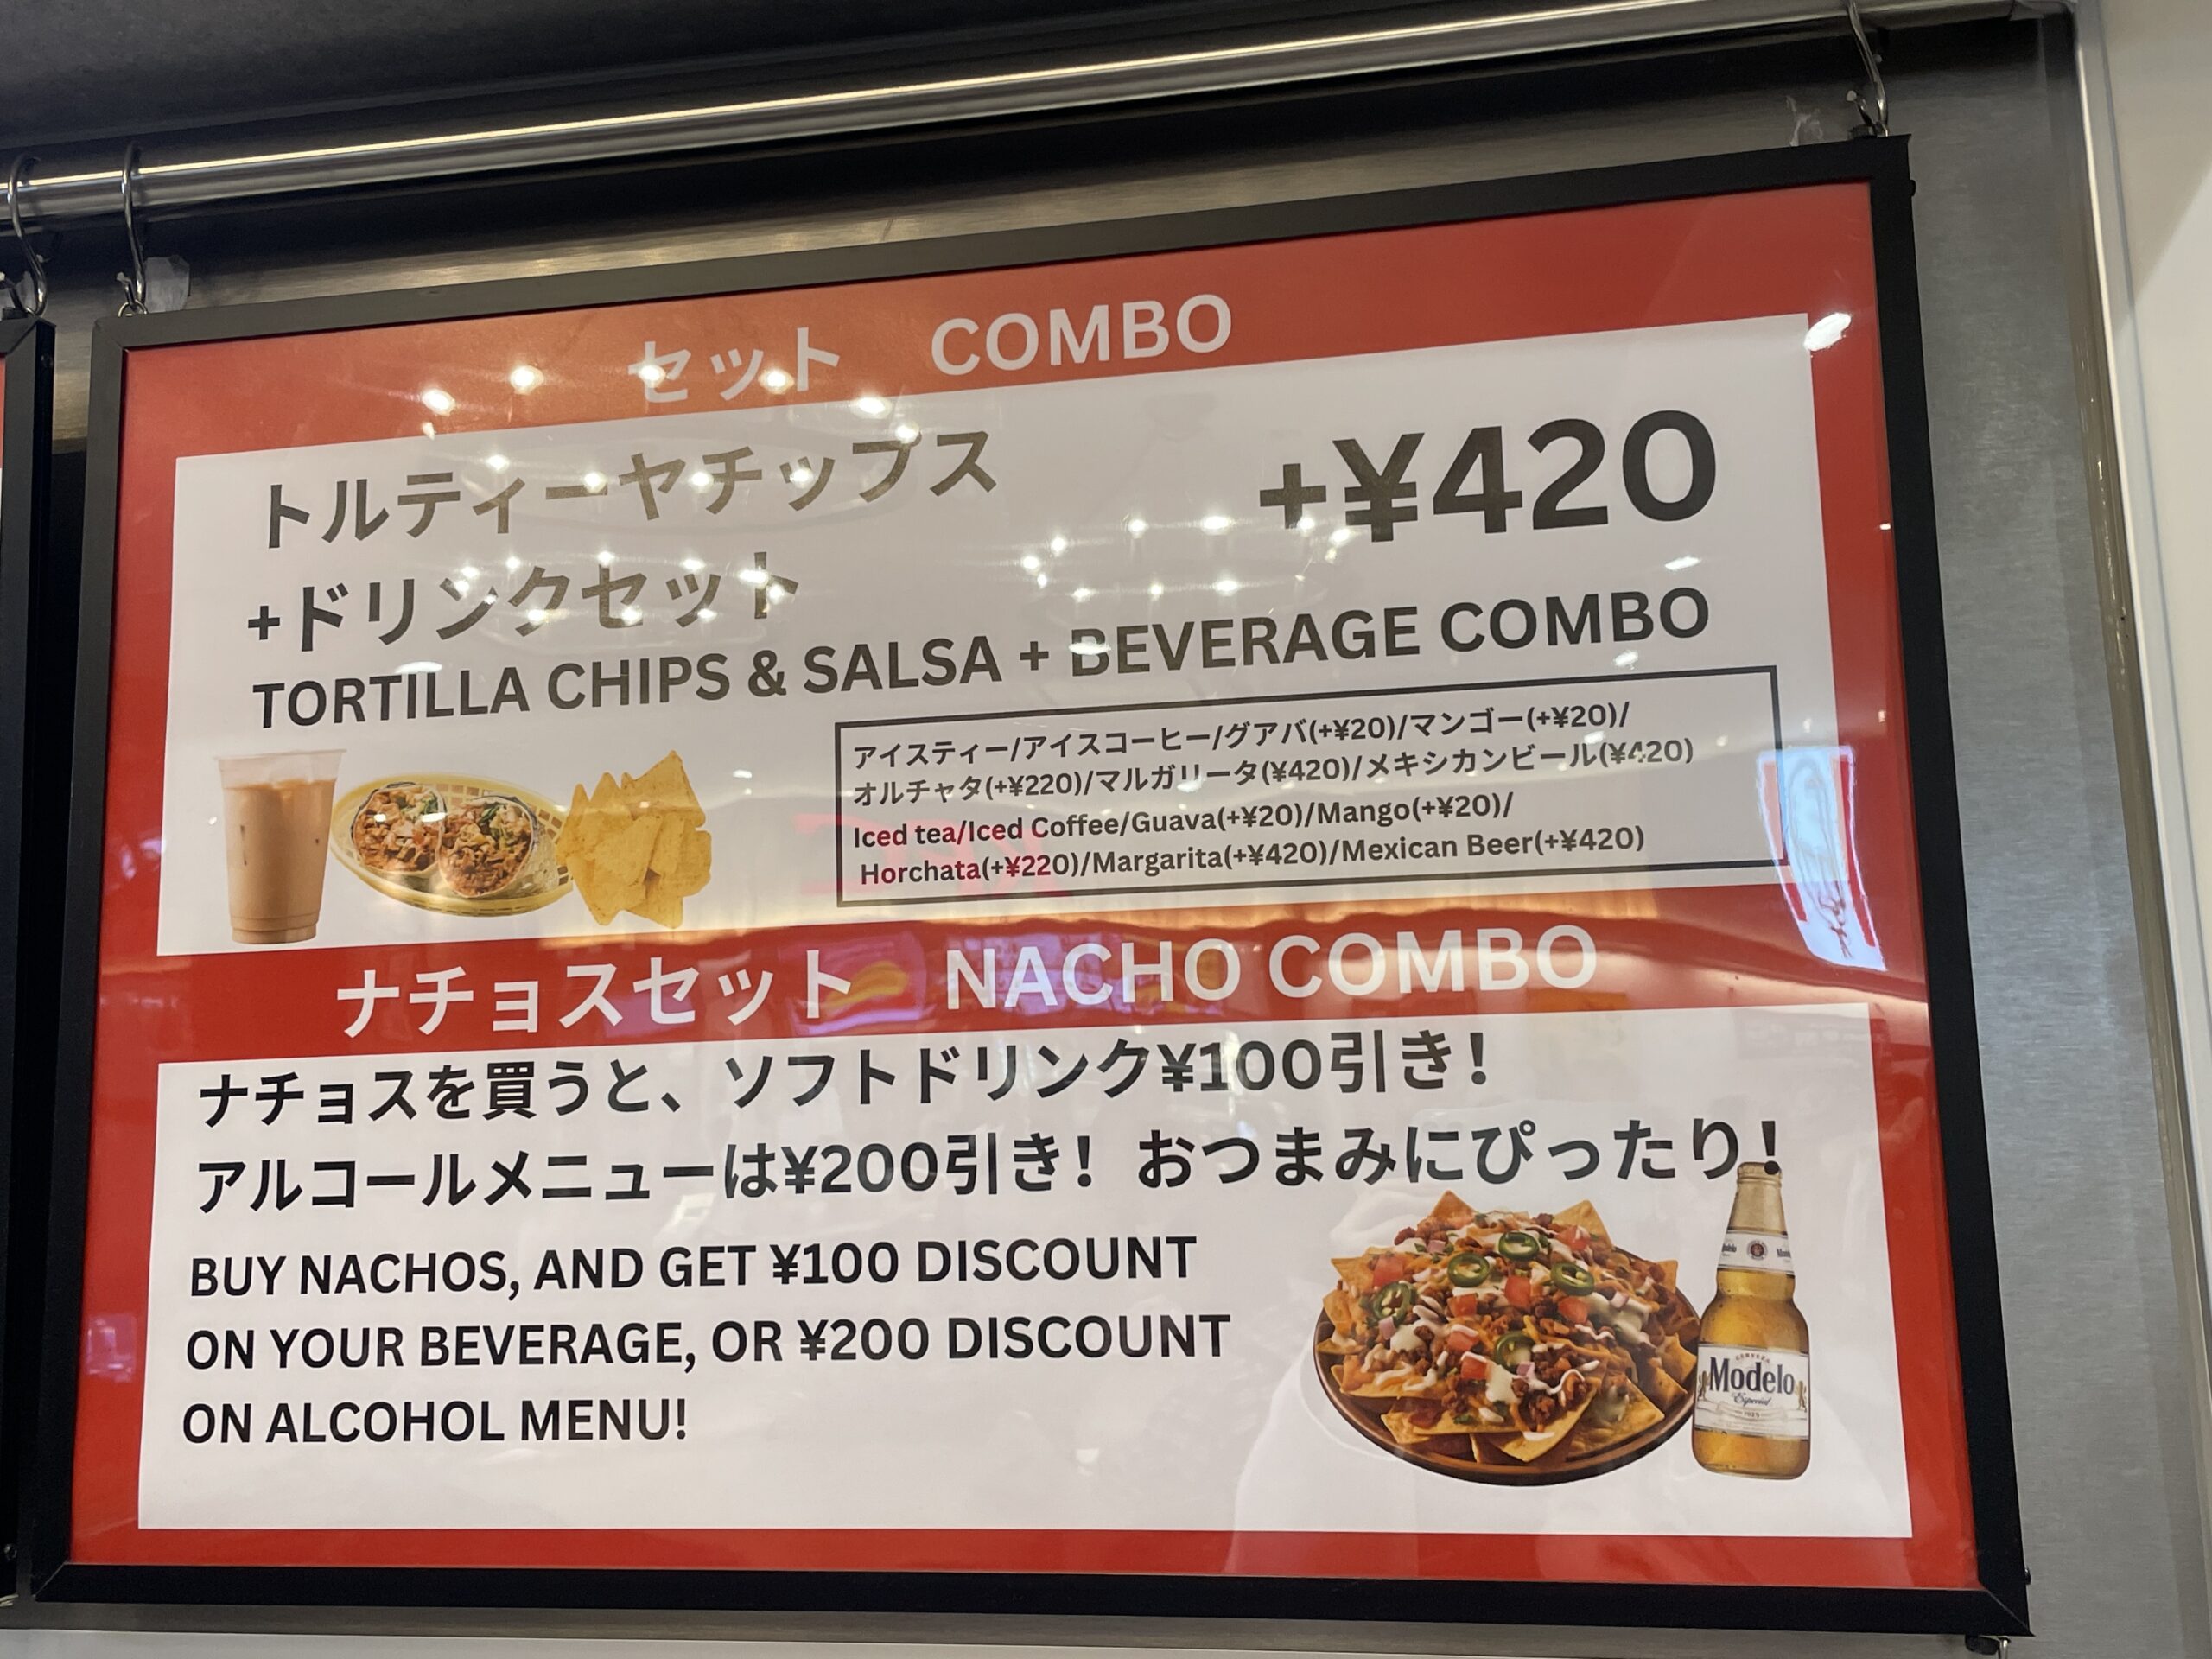 セット COMBO
トルティーヤチップス +¥420
+ドリンクセット
TORTILLA CHIPS & SALSA + BEVERAGE COMBO
アイスティー/アイスコーヒー/グアバ(+¥20)/マンゴー(+¥20)/
オルチャタ(+¥220)/マルガリータ(¥420)/メキシカンビール(¥420)
Iced tea/Iced Coffee/Guava(+¥20)/Mango(+¥20)/
Horchata(+¥220)/Margarita(+¥420)/Mexican Beer(+¥420)
ナチョスセット NACHO COMBO
ナチョスを買うと、ソフトドリンク¥100引き!
アルコールメニューは¥200引き! おつまみにぴったり!
BUY NACHOS, AND GET ¥100 DISCOUNT
ON YOUR BEVERAGE, OR ¥200 DISCOUNT
ON ALCOHOL MENU!
CERVEZA
Modelo
Especial